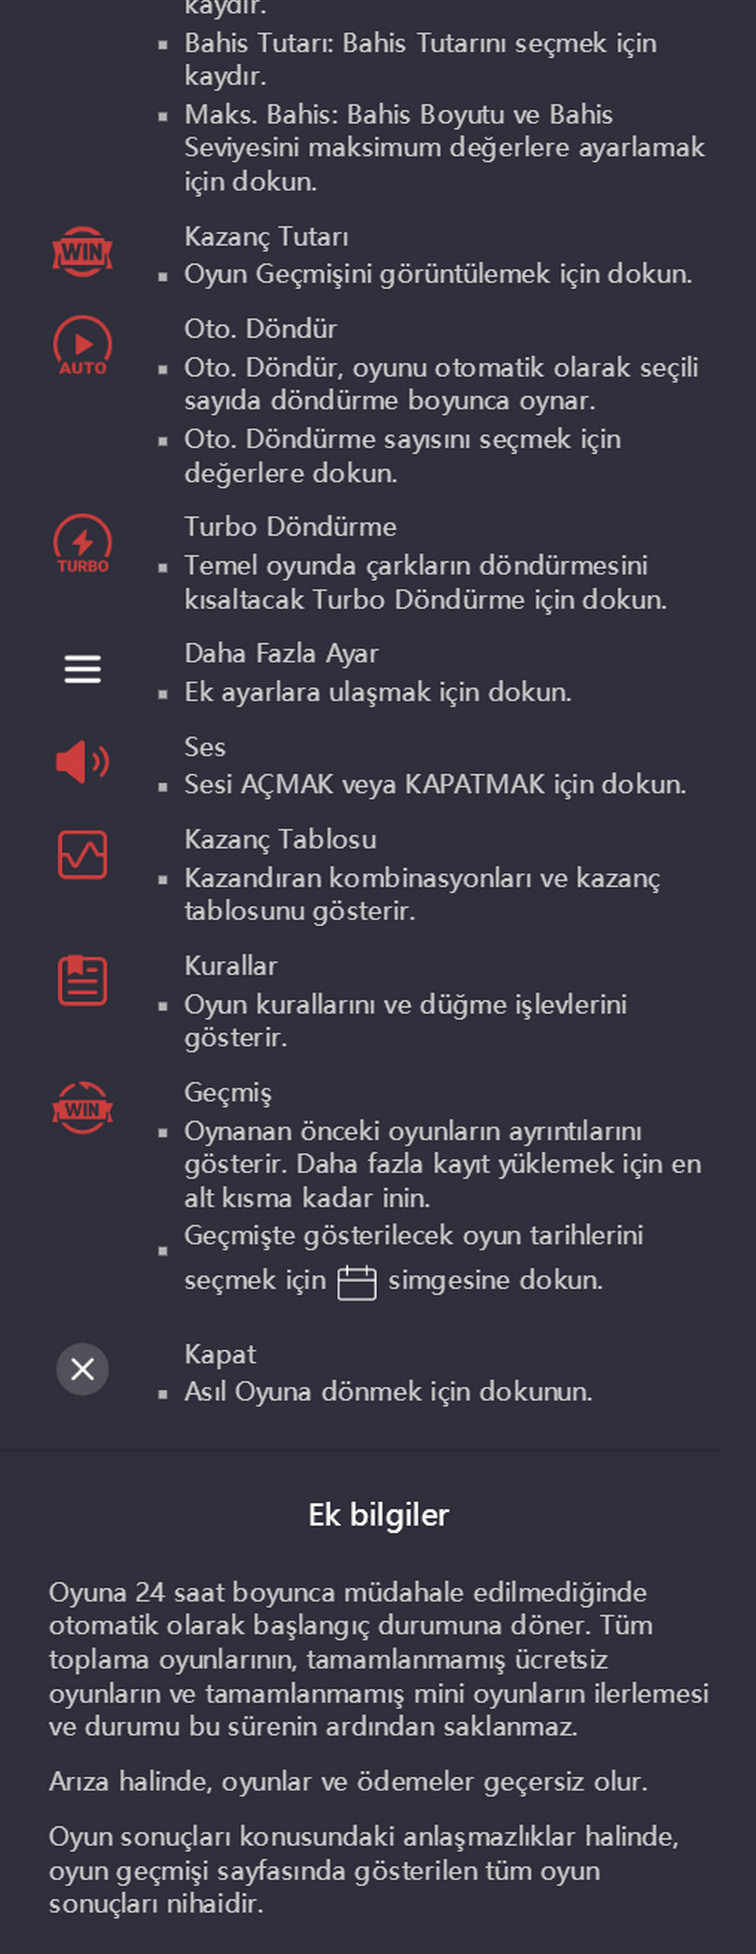 kaydır.
▪ Bahis Tutarı: Bahis Tutarını seçmek için
kaydır.
▪ Maks. Bahis: Bahis Boyutu ve Bahis
Seviyesini maksimum değerlere ayarlamak
için dokun.
WIN
Kazanç Tutarı
▪ Oyun Geçmişini görüntülemek için dokun.
AUTO
Oto. Döndür
▪ Oto. Döndür, oyunu otomatik olarak seçili
sayıda döndürme boyunca oynar.
▪ Oto. Döndürme sayısını seçmek için
değerlere dokun.
TURBO
Turbo Döndürme
▪ Temel oyunda çarkların döndürmesini
kısaltacak Turbo Döndürme için dokun.
Daha Fazla Ayar
▪ Ek ayarlara ulaşmak için dokun.
Ses
▪ Sesi AÇMAK veya KAPATMAK için dokun.
Kazanç Tablosu
▪ Kazandıran kombinasyonları ve kazanç
tablosunu gösterir.
Kurallar
▪ Oyun kurallarını ve düğme işlevlerini
gösterir.
WIN
Geçmiş
▪ Oynanan önceki oyunların ayrıntılarını
gösterir. Daha fazla kayıt yüklemek için en
alt kısma kadar inin.
▪ Geçmişte gösterilecek oyun tarihlerini
seçmek için simgesine dokun.
Kapat
▪ Asıl Oyuna dönmek için dokunun.
Ek bilgiler
Oyuna 24 saat boyunca müdahale edilmediğinde
otomatik olarak başlangıç durumuna döner. Tüm
toplama oyunlarının, tamamlanmamış ücretsiz
oyunların ve tamamlanmamış mini oyunların ilerlemesi
ve durumu bu sürenin ardından saklanmaz.
Arıza halinde, oyunlar ve ödemeler geçersiz olur.
Oyun sonuçları konusundaki anlaşmazlıklar halinde,
oyun geçmişi sayfasında gösterilen tüm oyun
sonuçları nihaidir.